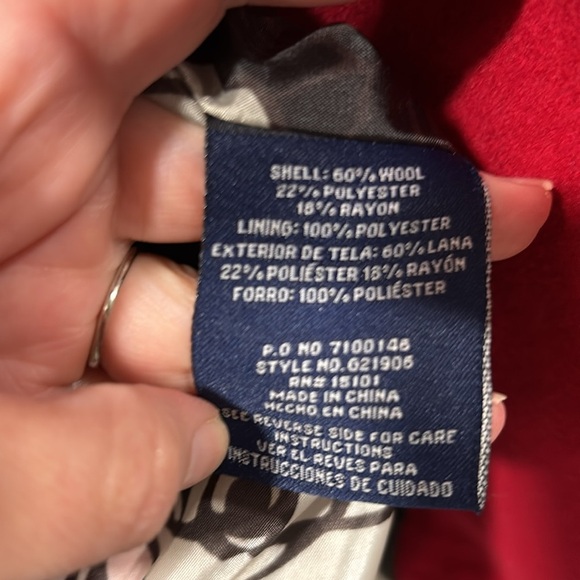 SHELL: 60% WOOL
22% POLYESTER
18% RAYON
LINING: 100% POLYESTER
EXTERIOR DE TELA: 60% LANA
22% POLIÉSTER 18% RAYÓN
FORRO: 100% POLIÉSTER
P.O NO 7100148
STYLE NO. G21906
RN# 15101
MADE IN CHINA
HECHO EN CHINA
SEE REVERSE SIDE FOR CARE
INSTRUCTIONS
VER EL REVES PARA
INSTRUCCIONES DE CUIDADO